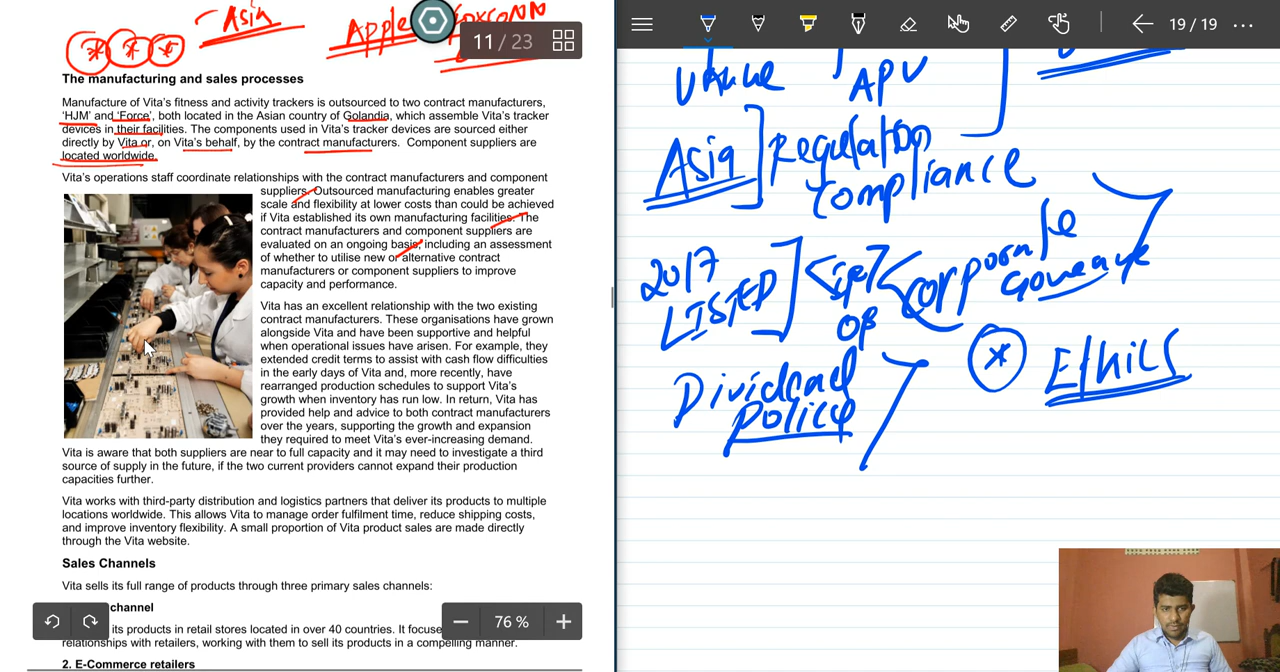 Asia
Apple
FOXCONN
11 / 23
The manufacturing and sales processes
Manufacture of Vita's fitness and activity trackers is outsourced to two contract manufacturers,
'HJM' and 'Force', both located in the Asian country of Golandia, which assemble Vita's tracker
devices in their facilities. The components used in Vita's tracker devices are sourced either
directly by Vita or, on Vita's behalf, by the contract manufacturers. Component suppliers are
located worldwide.
Vita's operations staff coordinate relationships with the contract manufacturers and component
suppliers. Outsourced manufacturing enables greater
scale and flexibility at lower costs than could be achieved
if Vita established its own manufacturing facilities. The
contract manufacturers and component suppliers are
evaluated on an ongoing basis, including an assessment
of whether to utilise new or alternative contract
manufacturers or component suppliers to improve
capacity and performance.
Vita has an excellent relationship with the two existing
contract manufacturers. These organisations have grown
alongside Vita and have been supportive and helpful
when operational issues have arisen. For example, they
extended credit terms to assist with cash flow difficulties
in the early days of Vita and, more recently, have
rearranged production schedules to support Vita's
growth when inventory has run low. In return, Vita has
provided help and advice to both contract manufacturers
over the years, supporting the growth and expansion
they required to meet Vita's ever-increasing demand.
Vita is aware that both suppliers are near to full capacity and it may need to investigate a third
source of supply in the future, if the two current providers cannot expand their production
capacities further.
Vita works with third-party distribution and logistics partners that deliver its products to multiple
locations worldwide. This allows Vita to manage order fulfilment time, reduce shipping costs,
and improve inventory flexibility. A small proportion of Vita product sales are made directly
through the Vita website.
Sales Channels
Vita sells its full range of products through three primary sales channels:
channel
its products in retail stores located in over 40 countries. It focuse
relationships with retailers, working with them to sell its products in a compelling manner.
2. E-Commerce retailers
76 %
19 / 19
APV
Asia
Regulation
Compliance
2017
LISTED
Corporate
Dividend
Policy
Ethics